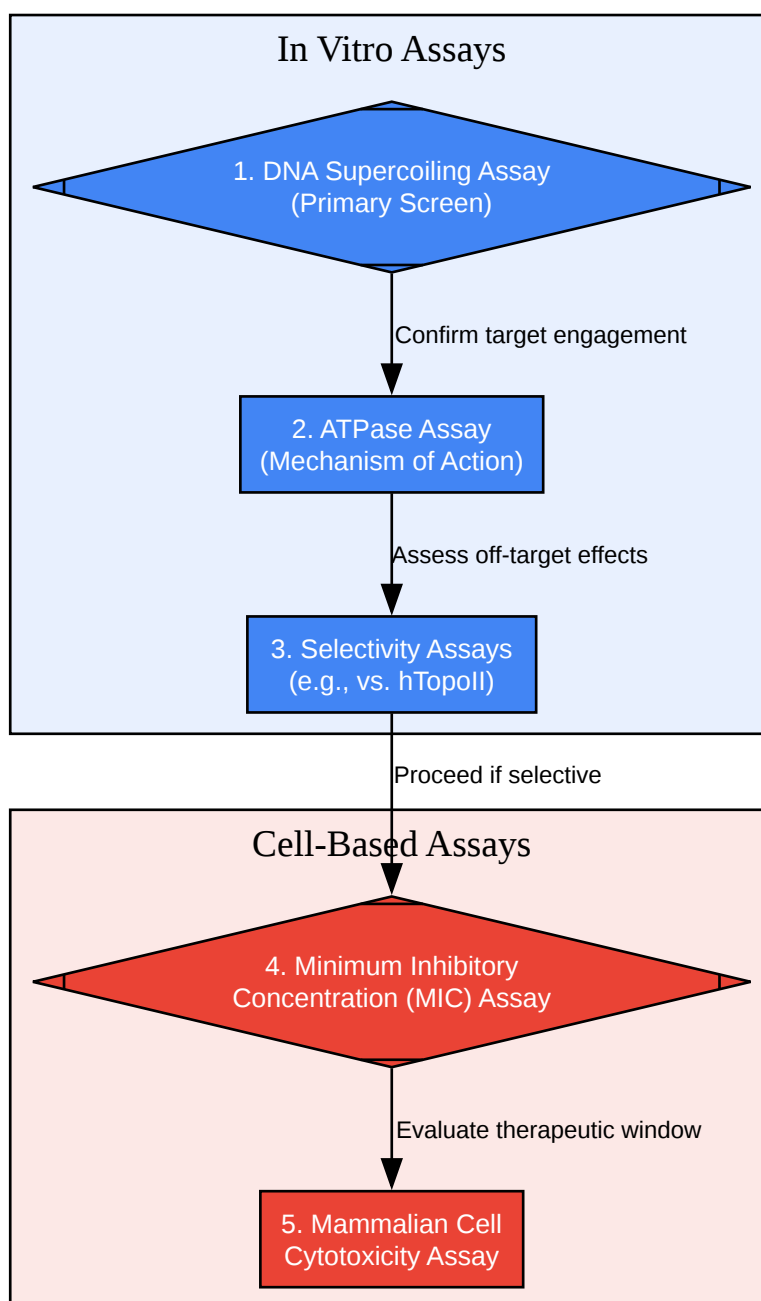 In Vitro Assays
1. DNA Supercoiling Assay
(Primary Screen)
Confirm target engagement
2. ATPase Assay
(Mechanism of Action)
Assess off-target effects
3. Selectivity Assays
(e.g., vs. hTopoII)
Proceed if selective
Cell-Based Assays
4. Minimum Inhibitory
Concentration (MIC) Assay
Evaluate therapeutic window
5. Mammalian Cell
Cytotoxicity Assay